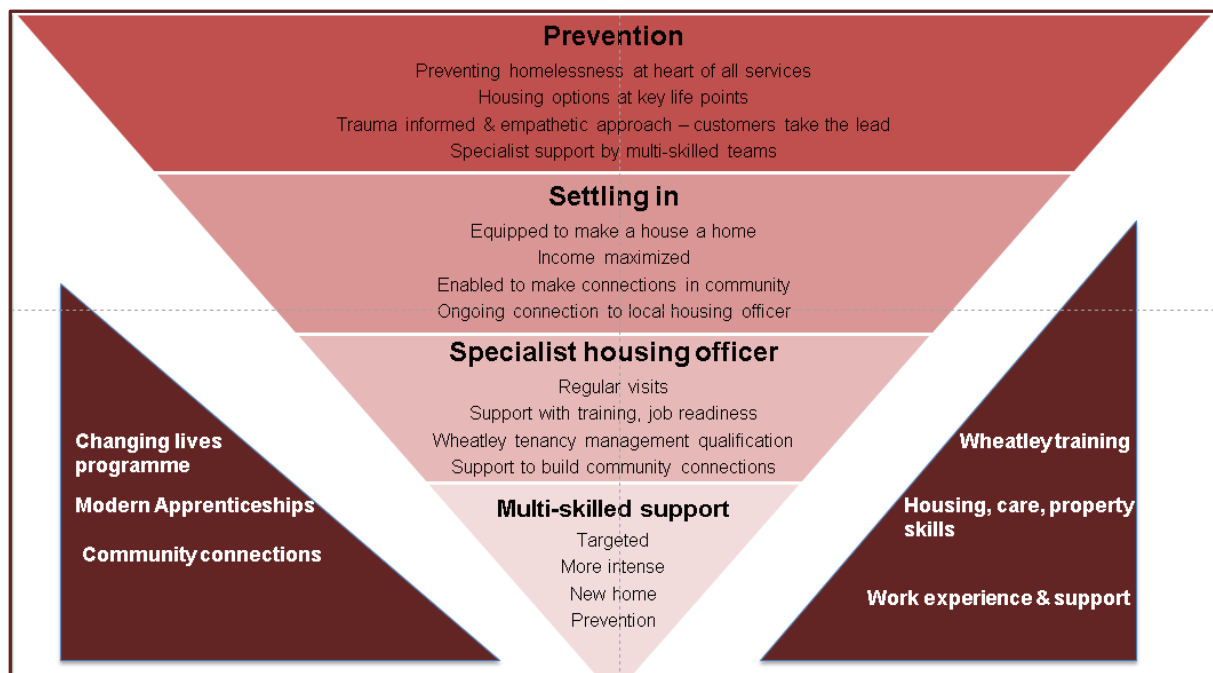 Prevention
Preventing homelessness at heart of all services
Housing options at key life points
Trauma informed & empathetic approach – customers take the lead
Specialist support by multi-skilled teams
Settling in
Equipped to make a house a home
Income maximized
Enabled to make connections in community
Ongoing connection to local housing officer
Specialist housing officer
Regular visits
Support with training, job readiness
Wheatley tenancy management qualification
Support to build community connections
Multi-skilled support
Targeted
More intense
New home
Prevention
Changing lives
programme
Modern Apprenticeships
Community connections
Wheatley training
Housing, care, property
skills
Work experience & support